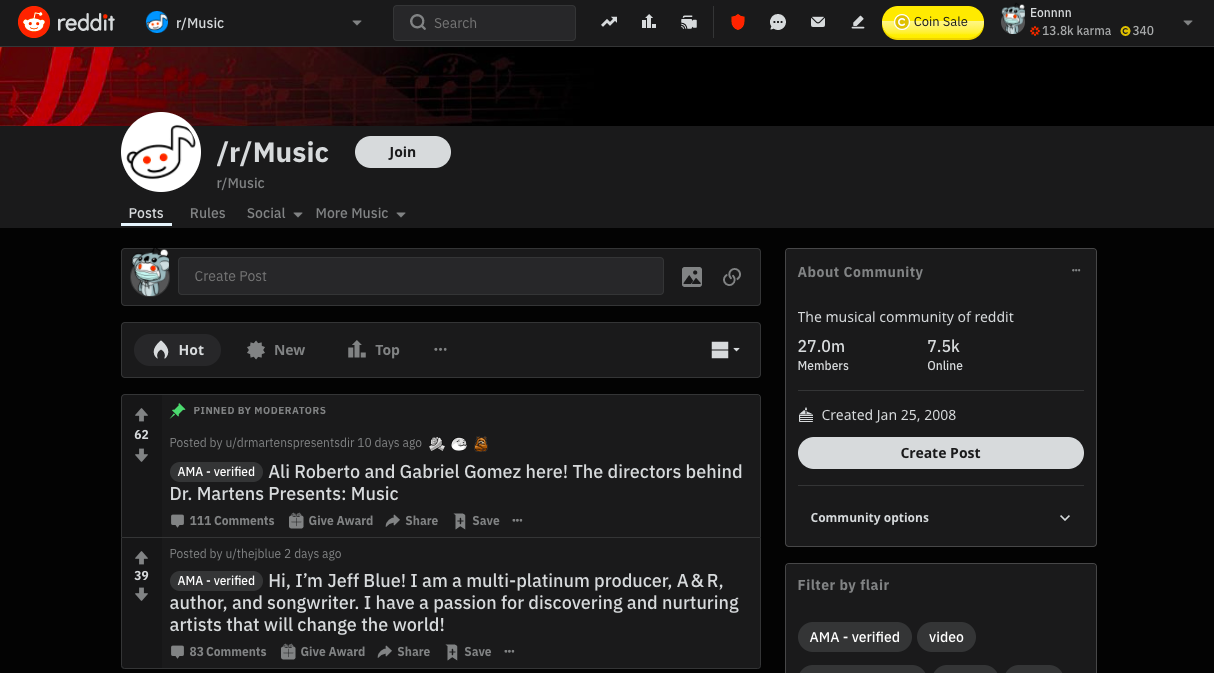 reddit
r/Music
Search
Coin Sale
Eonnnn
13.8k karma 340
/r/Music
Join
r/Music
Posts Rules Social More Music
Create Post
Hot New Top
PINNED BY MODERATORS
62
Posted by u/drmartenspresentsdir 10 days ago
AMA - verified Ali Roberto and Gabriel Gomez here! The directors behind
Dr. Martens Presents: Music
111 Comments Give Award Share Save
Posted by u/thejblue 2 days ago
39
AMA - verified Hi, I’m Jeff Blue! I am a multi-platinum producer, A & R,
author, and songwriter. I have a passion for discovering and nurturing
artists that will change the world!
83 Comments Give Award Share Save
About Community
The musical community of reddit
27.0m 7.5k
Members Online
Created Jan 25, 2008
Create Post
Community options
Filter by flair
AMA - verified video